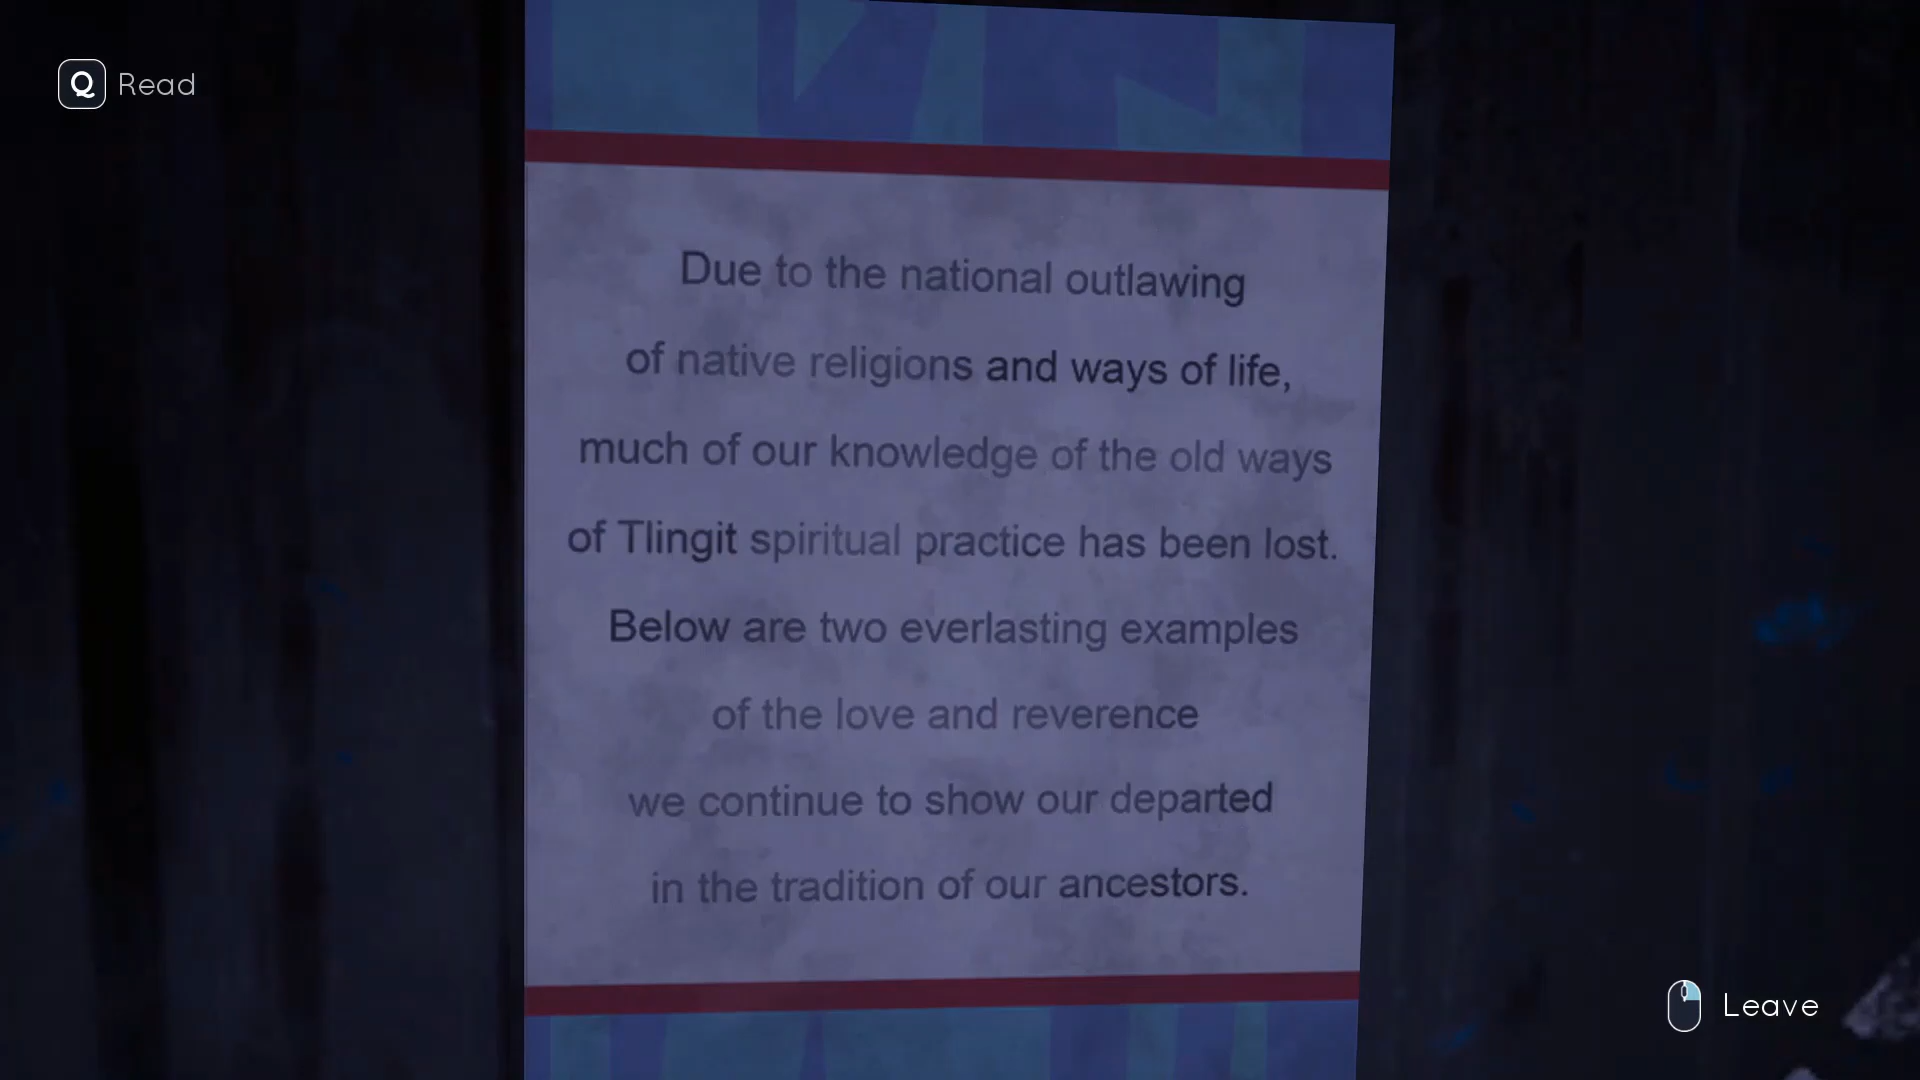 Q Read
Due to the national outlawing
of native religions and ways of life,
much of our knowledge of the old ways
of Tlingit spiritual practice has been lost.
Below are two everlasting examples
of the love and reverence
we continue to show our departed
in the tradition of our ancestors.
Leave